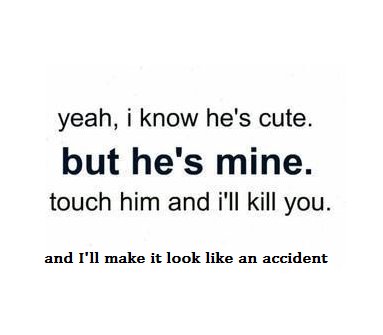 yeah, i know he's cute.
but he's mine.
touch him and i'll kill you.
and I'll make it look like an accident